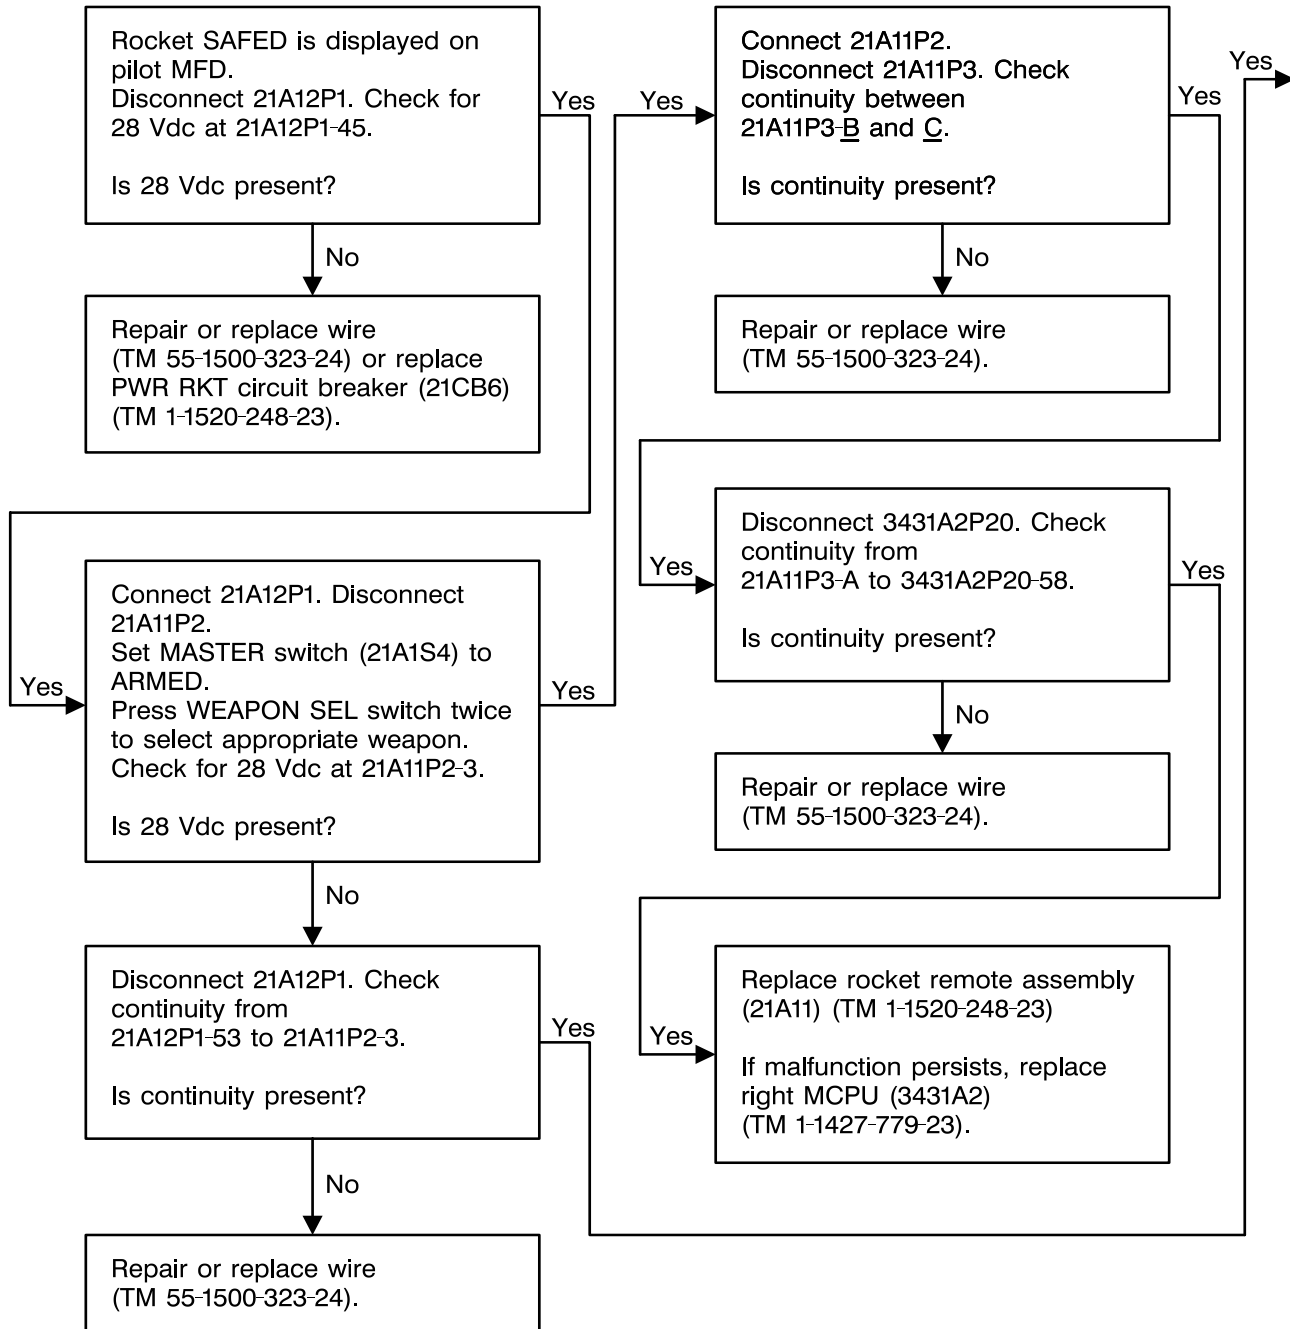 Rocket SAFED is displayed on
pilot MFD.
Disconnect 21A12P1. Check for
28 Vdc at 21A12P1-45.
Is 28 Vdc present?
Yes
No
Repair or replace wire
(TM 55-1500-323-24) or replace
PWR RKT circuit breaker (21CB6)
(TM 1-1520-248-23).
Yes
Connect 21A12P1. Disconnect
21A11P2.
Set MASTER switch (21A1S4) to
ARMED.
Press WEAPON SEL switch twice
to select appropriate weapon.
Check for 28 Vdc at 21A11P2-3.
Is 28 Vdc present?
Yes
No
Disconnect 21A12P1. Check
continuity from
21A12P1-53 to 21A11P2-3.
Is continuity present?
Yes
No
Repair or replace wire
(TM 55-1500-323-24).
Yes
Connect 21A11P2.
Disconnect 21A11P3. Check
continuity between
21A11P3-B and C.
Is continuity present?
Yes
Yes
No
Repair or replace wire
(TM 55-1500-323-24).
Yes
Disconnect 3431A2P20. Check
continuity from
21A11P3-A to 3431A2P20-58.
Is continuity present?
Yes
No
Repair or replace wire
(TM 55-1500-323-24).
Yes
Replace rocket remote assembly
(21A11) (TM 1-1520-248-23)
If malfunction persists, replace
right MCPU (3431A2)
(TM 1-1427-779-23).